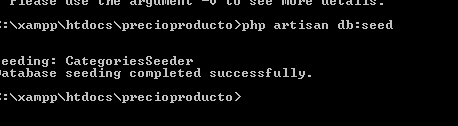 Please use the argument -v to see more details.
:\xampp\htdocs\precioproducto>php artisan db:seed
eeding: CategoriesSeeder
atabase seeding completed successfully.
:\xampp\htdocs\precioproducto>